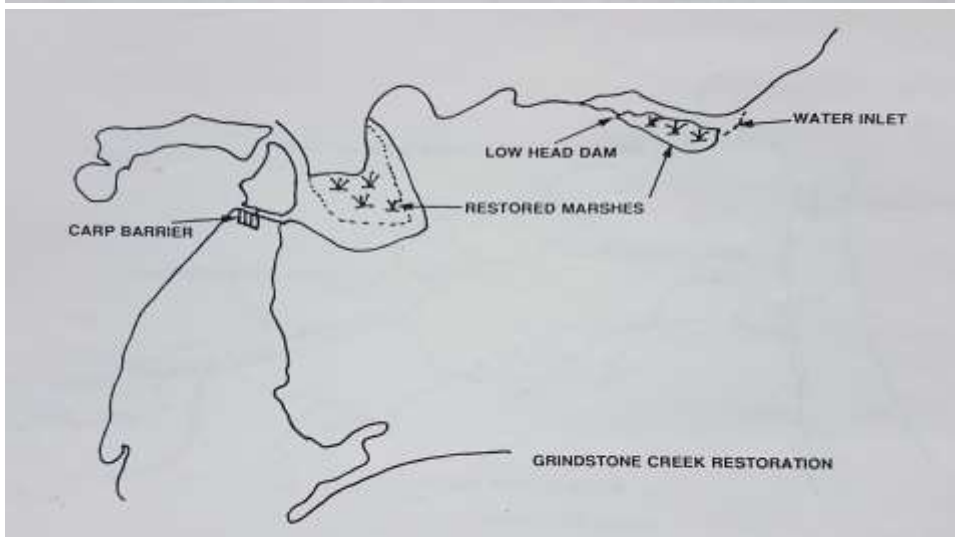 WATER INLET
LOW HEAD DAM
RESTORED MARSHES
CARP BARRIER
GRINDSTONE CREEK RESTORATION